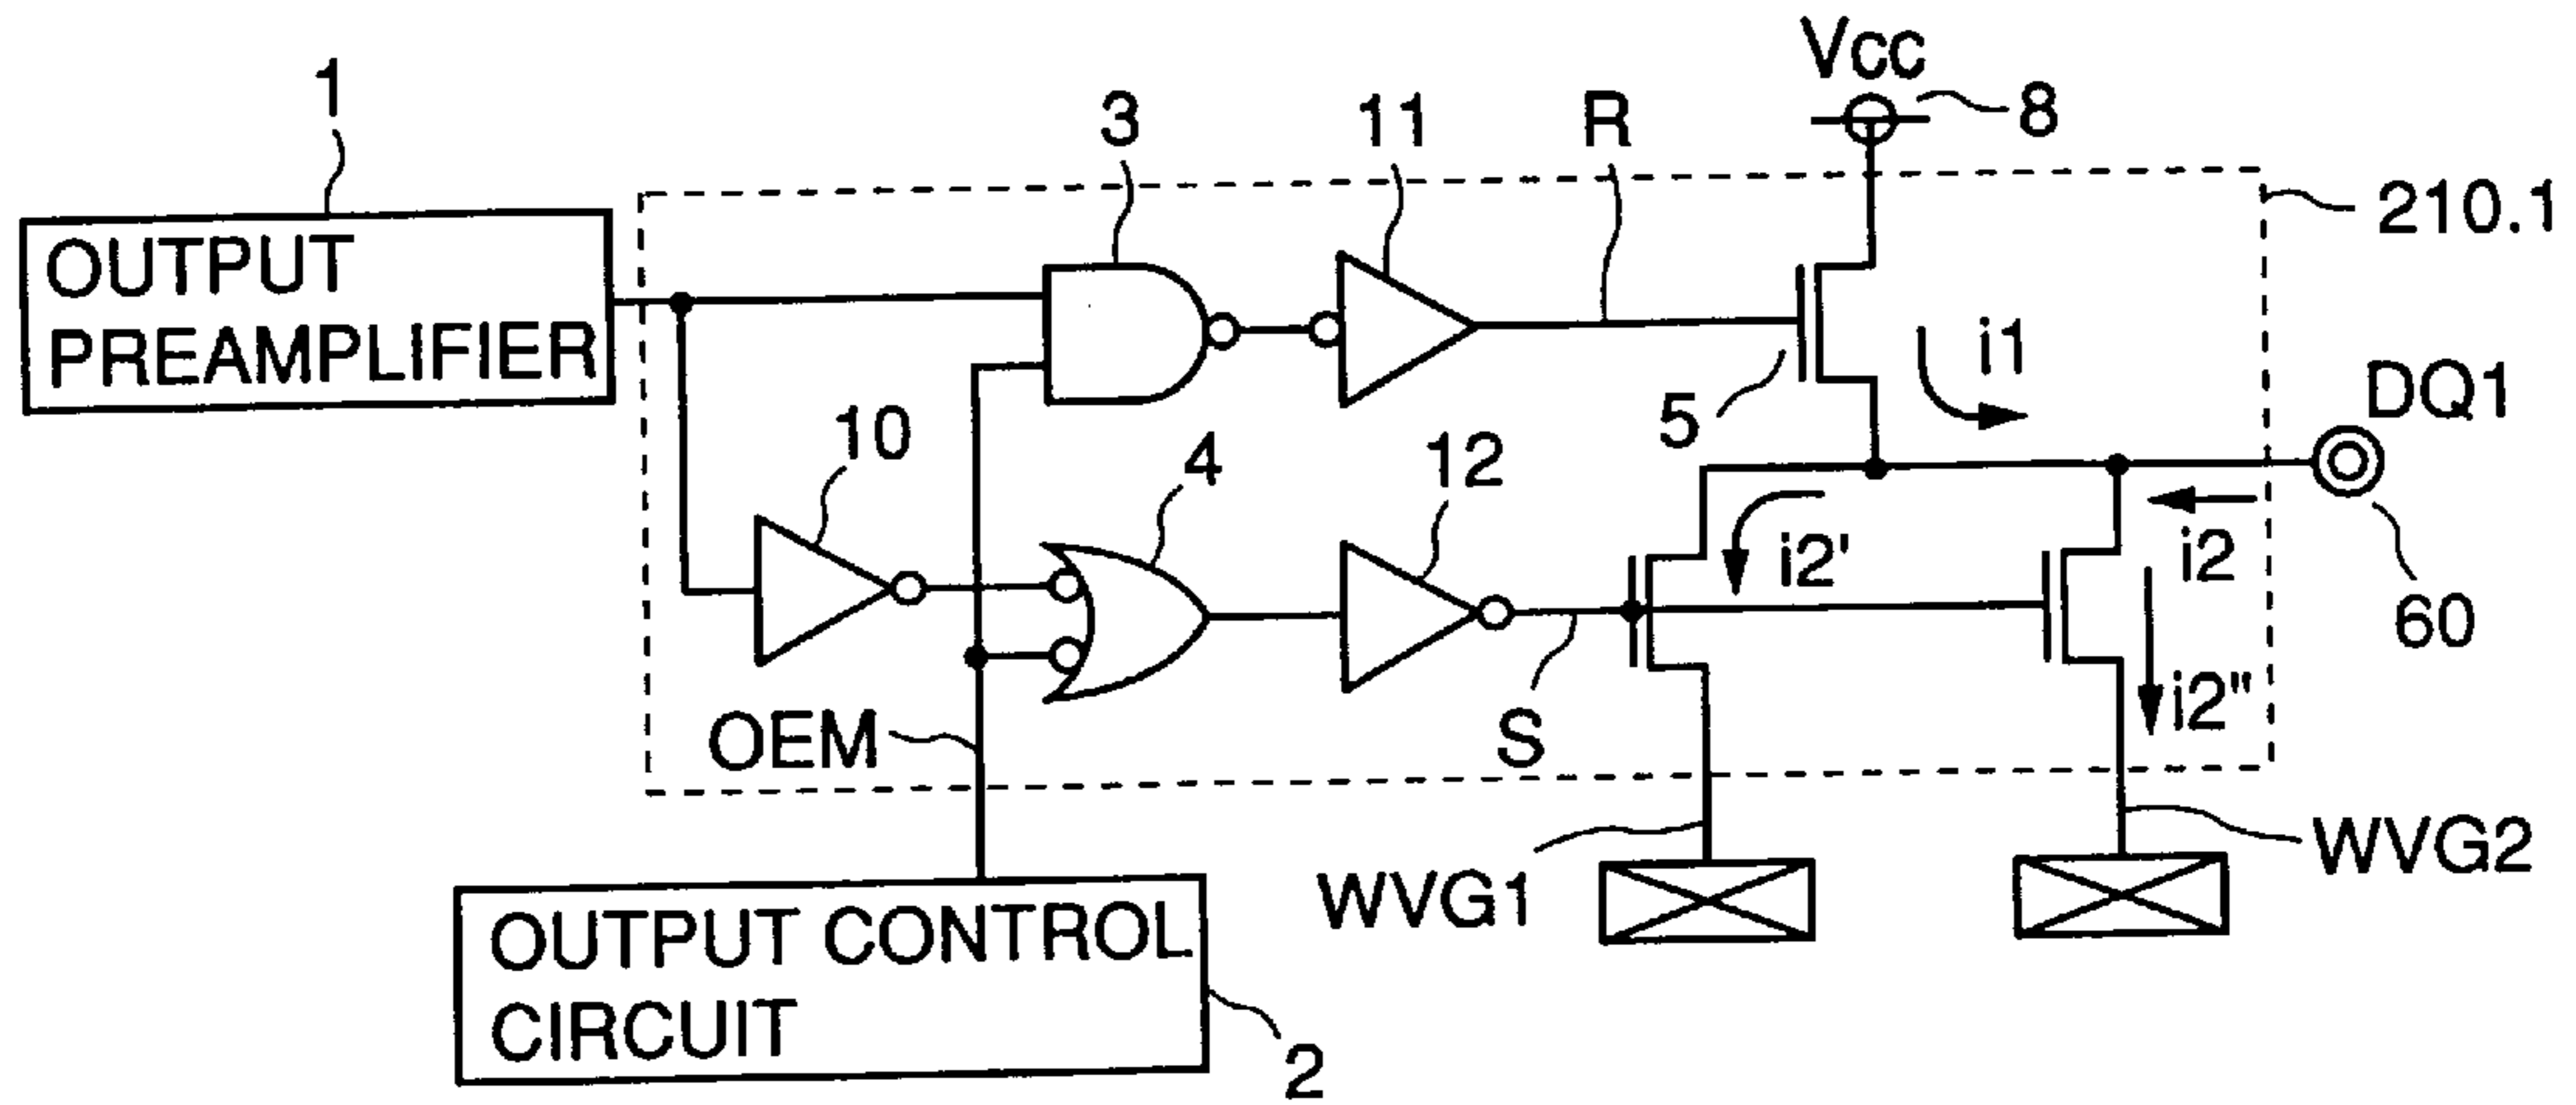 Vcc
1
3
11
R
8
210.1
OUTPUT
PREAMPLIFIER
i1
5
DQ1
10
4
12
i2'
i2
60
i2"
OEM
S
WVG1
WVG2
OUTPUT CONTROL
CIRCUIT
2